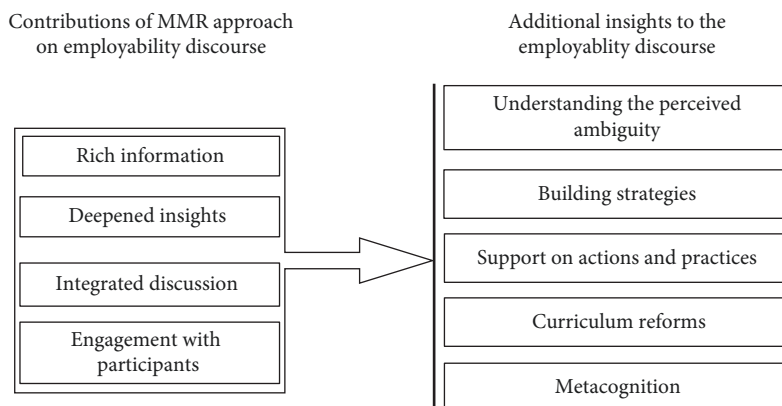 Contributions of MMR approach
on employability discourse
Rich information
Deepened insights
Integrated discussion
Engagement with
participants
Additional insights to the
employablity discourse
Understanding the perceived
ambiguity
Building strategies
Support on actions and practices
Curriculum reforms
Metacognition